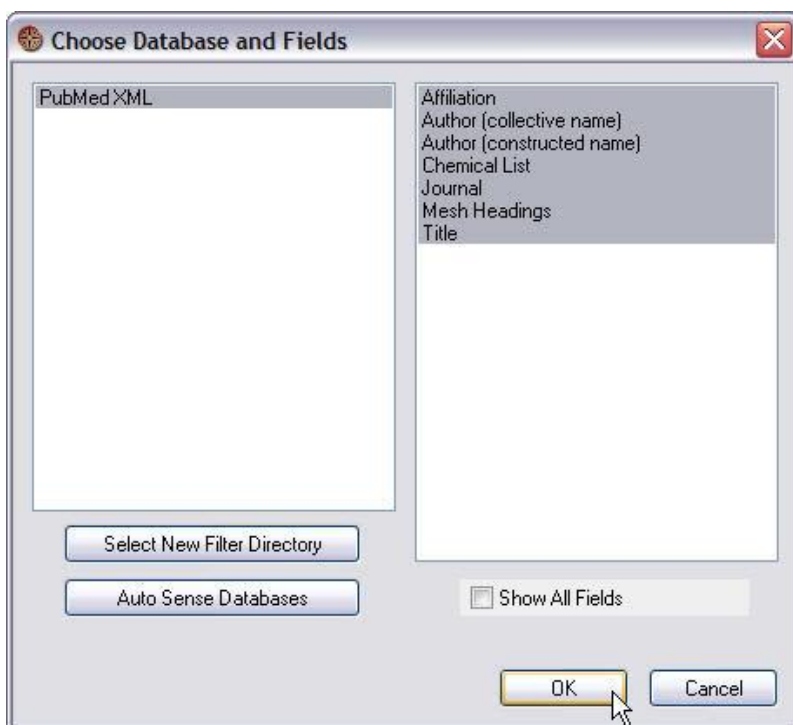 Choose Database and Fields
PubMed XML
Affiliation
Author (collective name)
Author (constructed name)
Chemical List
Journal
Mesh Headings
Title
Select New Filter Directory
Auto Sense Databases
Show All Fields
OK
Cancel